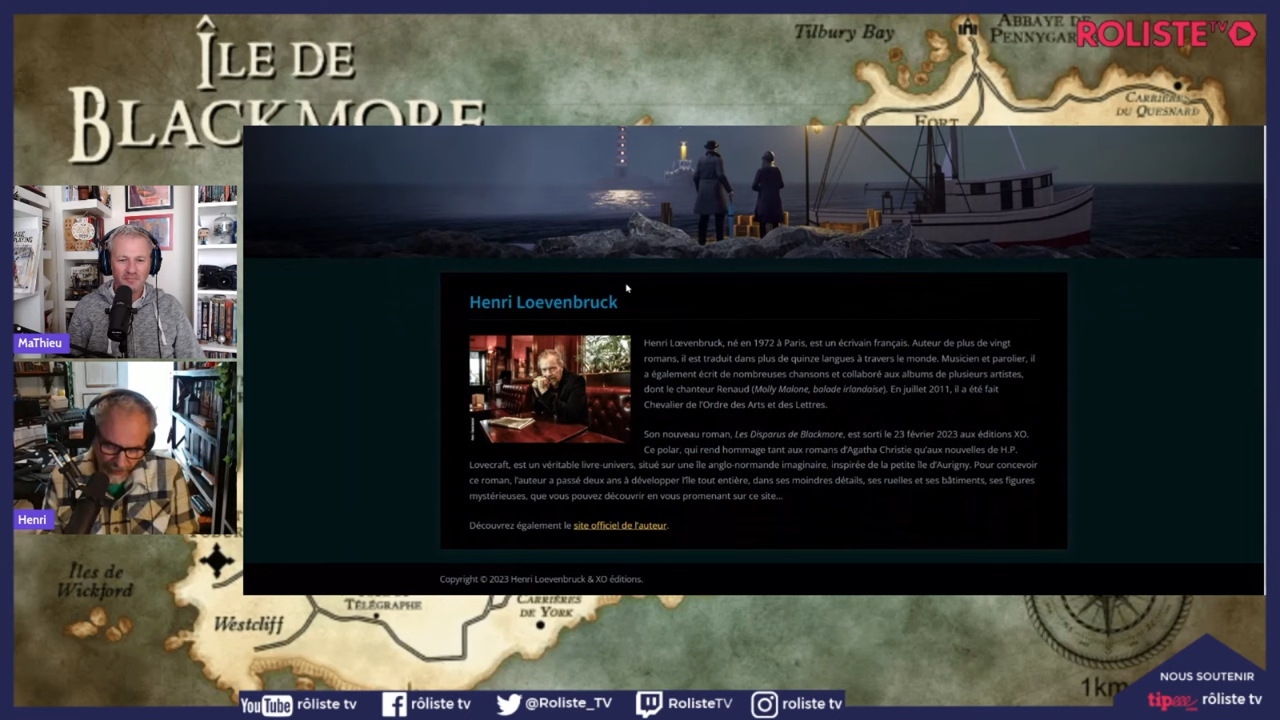 ÎLE DE
BLACKMORE
Tilbury Bay
ABBAYE DE
PENNYGAR
ROLISTE TV
CARRIÈRES
DU QUESNARD
FORT
MaThieu
Henri
Henri Loevenbruck
Henri Lœvenbruck, né en 1972 à Paris, est un écrivain français. Auteur de plus de vingt
romans, il est traduit dans plus de quinze langues à travers le monde. Musicien et parolier, il
a également écrit de nombreuses chansons et collaboré aux albums de plusieurs artistes,
dont le chanteur Renaud (Molly Malone, balade irlandaise). En juillet 2011, il a été fait
Chevalier de l'Ordre des Arts et des Lettres.
Son nouveau roman, Les Disparus de Blackmore, est sorti le 23 février 2023 aux éditions XO.
Ce polar, qui rend hommage tant aux romans d'Agatha Christie qu'aux nouvelles de H.P.
Lovecraft, est un véritable livre-univers, situé sur une île anglo-normande imaginaire, inspirée de la petite île d'Aurigny. Pour concevoir
ce roman, l'auteur a passé deux ans à développer l'île tout entière, dans ses moindres détails, ses ruelles et ses bâtiments, ses figures
mystérieuses, que vous pouvez découvrir en vous promenant sur ce site...
Découvrez également le site officiel de l'auteur.
Copyright © 2023 Henri Loevenbruck & XO éditions.
Îles de
Wickford
TÉLÉGRAPHE
CARRIÈRES
DE YORK
Westcliff
1km
NOUS SOUTENIR
tipeee rôliste tv
YouTube rôliste tv
rôliste tv
@Roliste_TV
RolisteTV
roliste tv